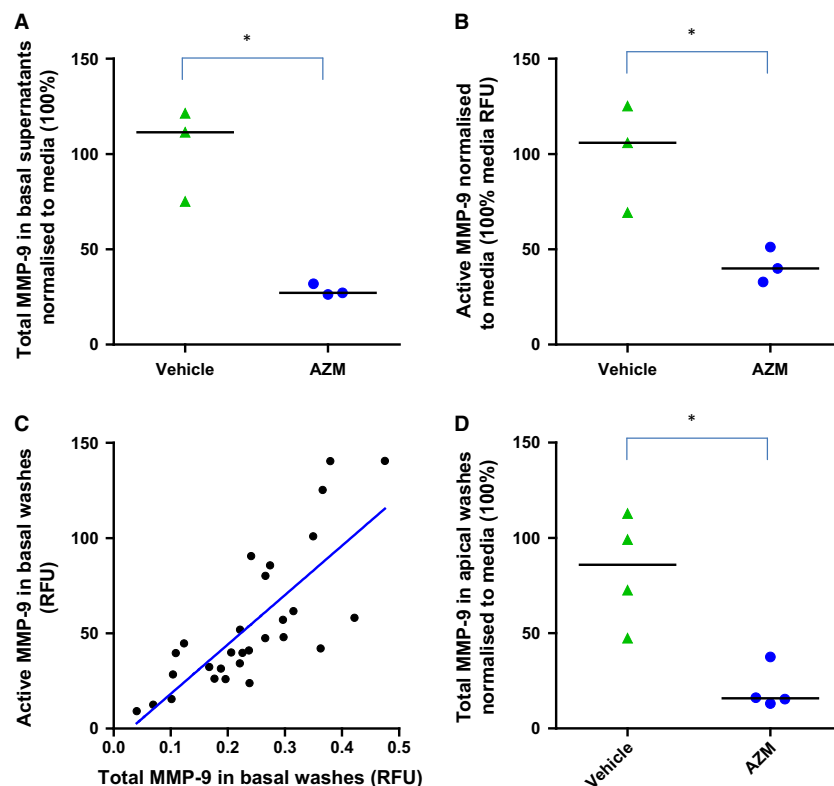 A
*
Total MMP-9 in basal supernatants
normalised to media (100%)
150
100
50
0
Vehicle
AZM
B
*
Active MMP-9 normalised
to media (100% media RFU)
150
100
50
0
Vehicle
AZM
C
Active MMP-9 in basal washes
(RFU)
150
100
50
0
0.0
0.1
0.2
0.3
0.4
0.5
Total MMP-9 in basal washes (RFU)
D
*
Total MMP-9 in apical washes
normalised to media (100%)
150
100
50
0
Vehicle
AZM